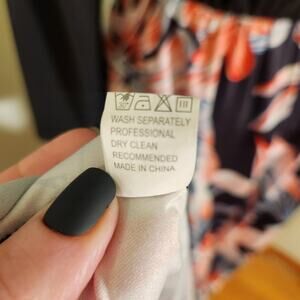 WASH SEPARATELY
PROFESSIONAL
DRY CLEAN
RECOMMENDED
MADE IN CHINA